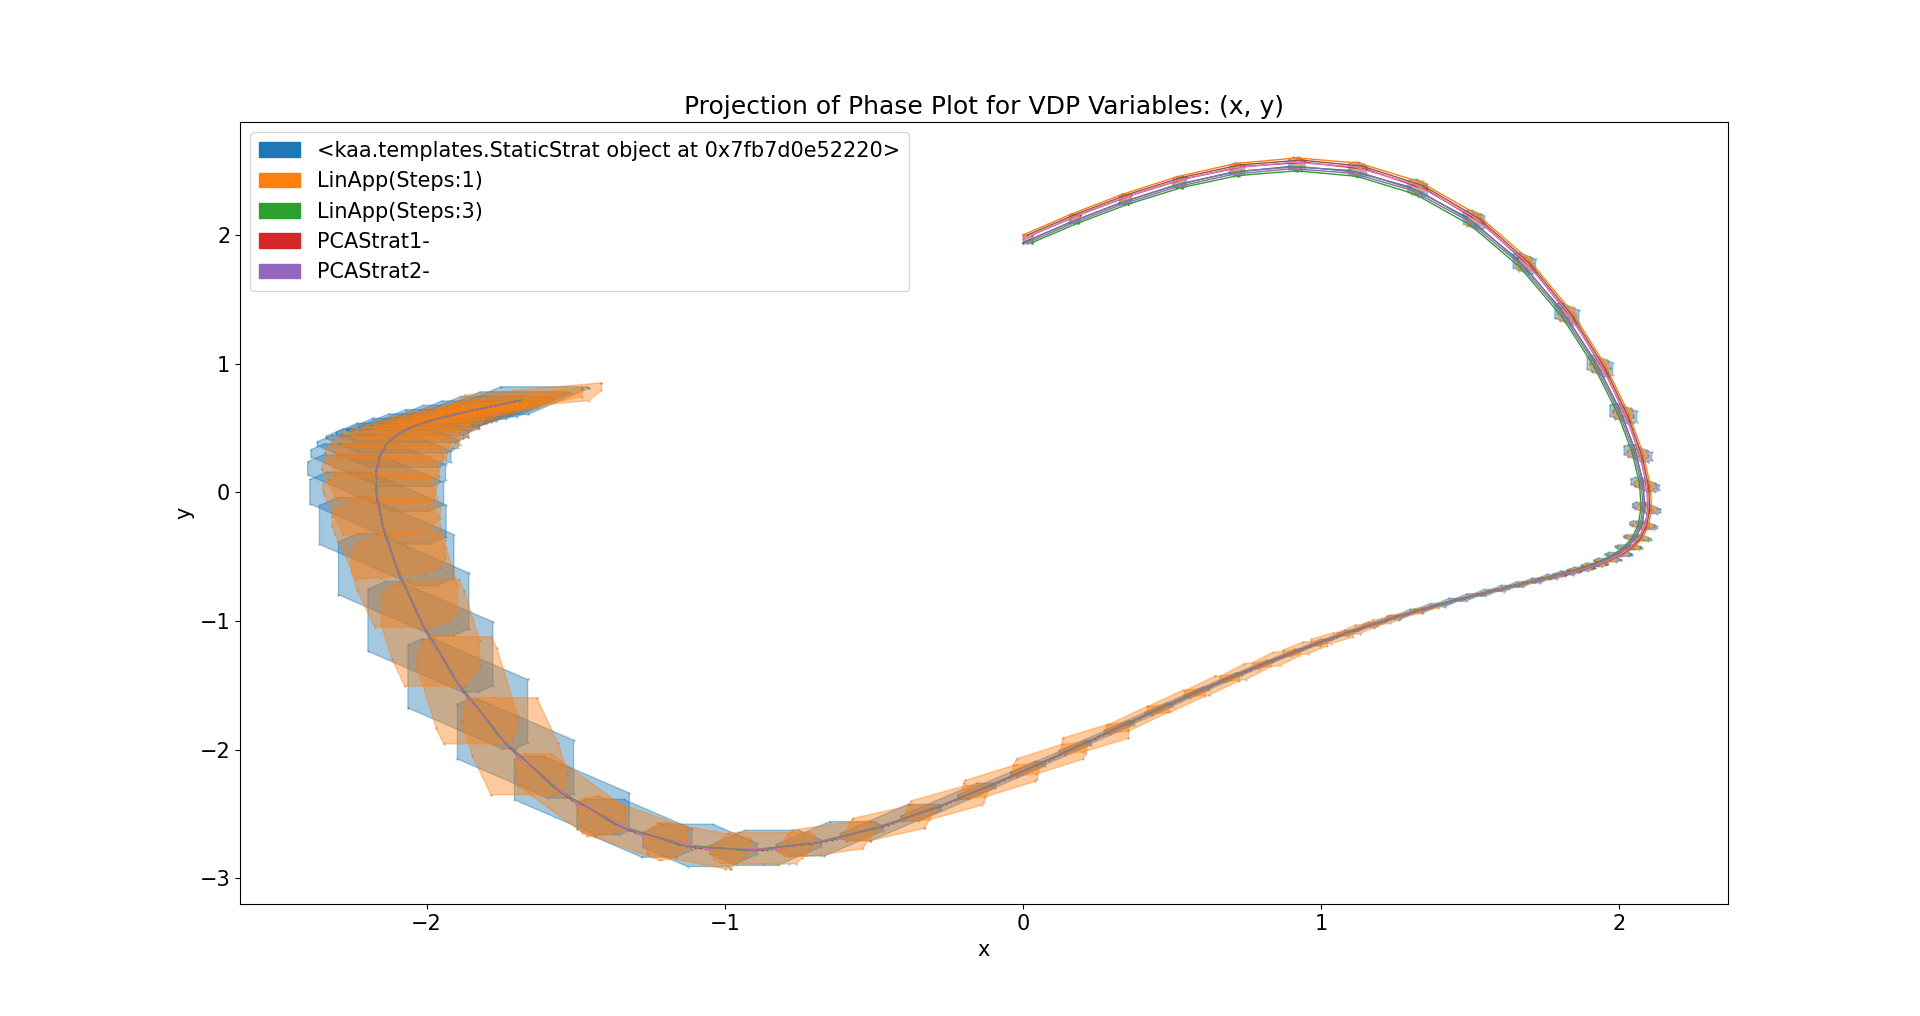 Projection of Phase Plot for VDP Variables: (x, y)
<kaa.templates.StaticStrat object at 0x7fb7d0e52220>
LinApp(Steps:1)
LinApp(Steps:3)
PCAStrat1-
PCAStrat2-
2
1
0
−1
−2
−3
y
−2 −1 0 1 2
x